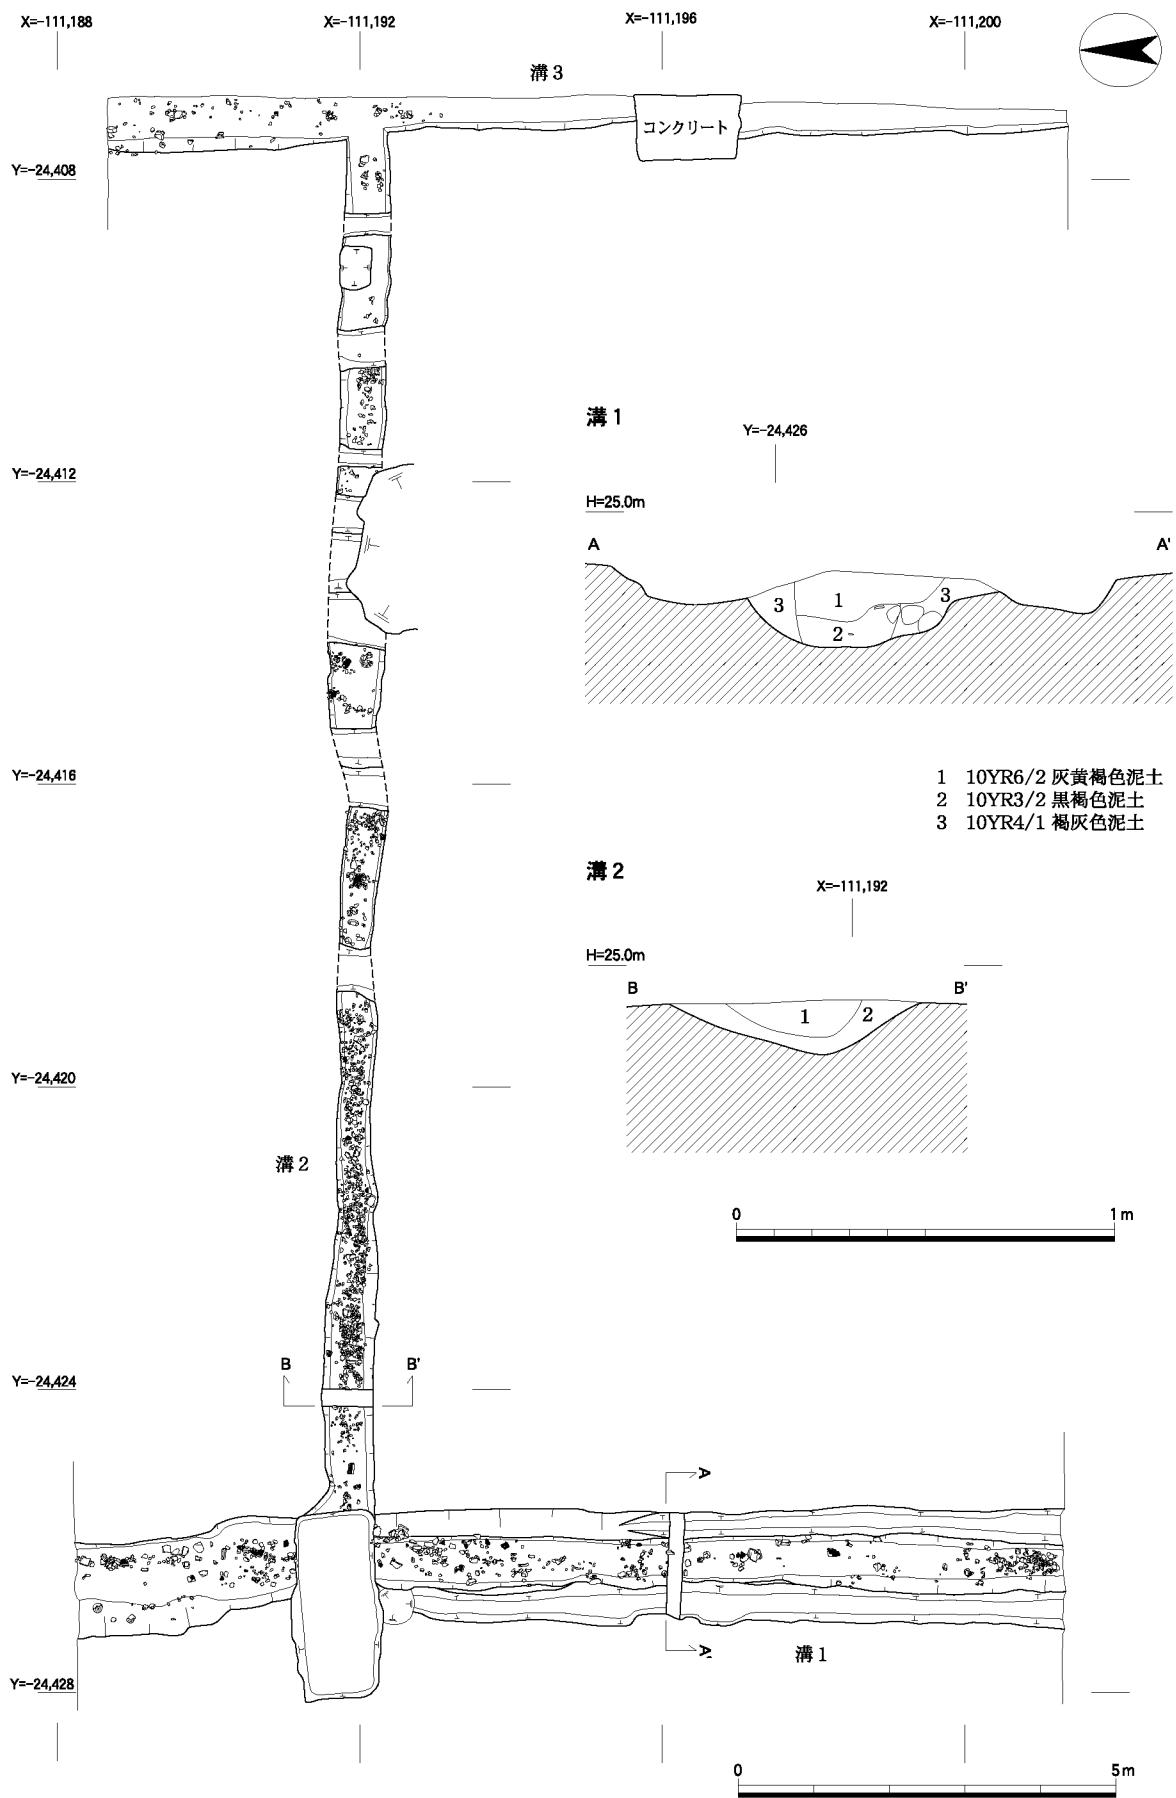 X=-111,188
X=-111,192
X=-111,196
X=-111,200
溝3
コンクリート
Y=-24,408
Y=-24,412
Y=-24,416
Y=-24,420
Y=-24,424
Y=-24,428
溝2
B
B'
A
A'
溝1
溝1
Y=-24,426
H=25.0m
A
A'
1
2
3
3
1 10YR6/2 灰黄褐色泥土
2 10YR3/2 黒褐色泥土
3 10YR4/1 褐灰色泥土
溝2
X=-111,192
H=25.0m
B
B'
1
2
0
1m
0
5m